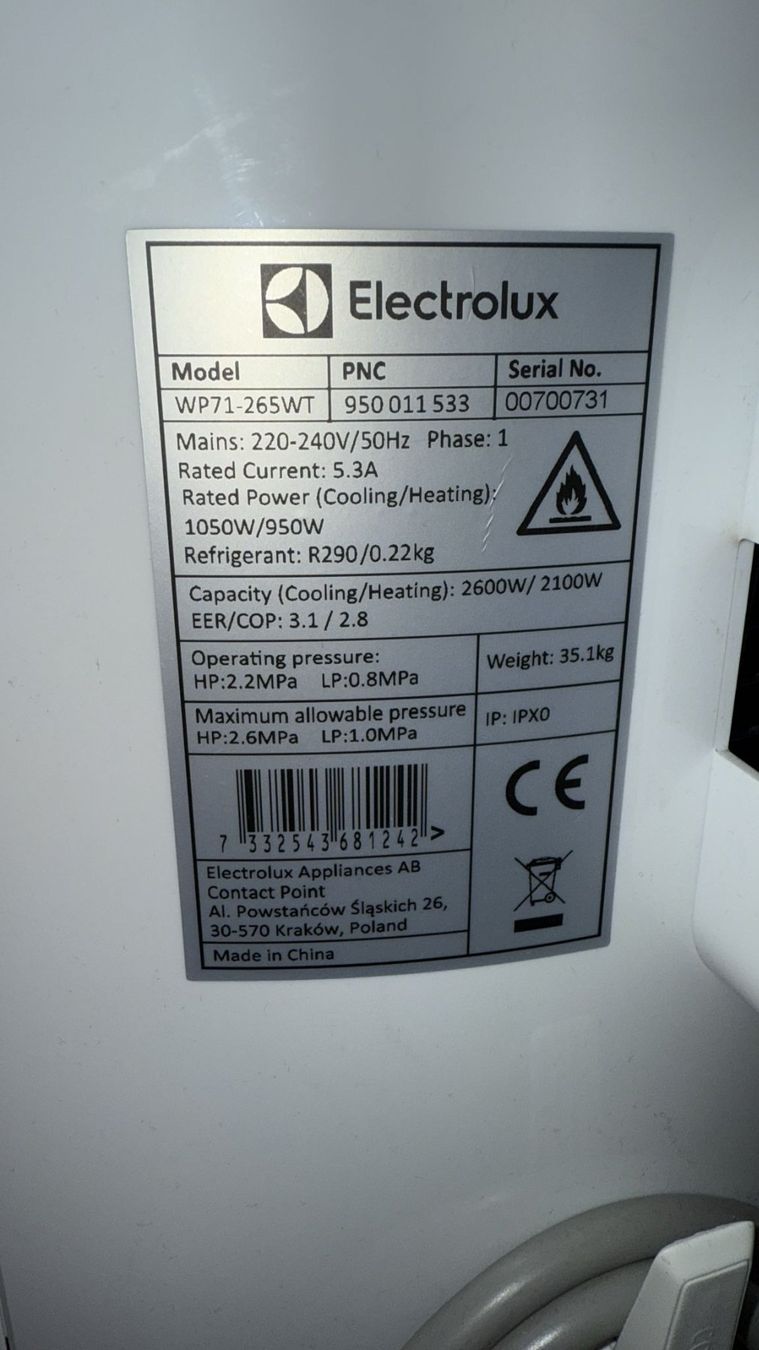 Electrolux
Model PNC Serial No.
WP71-265WT 950 011 533 00700731
Mains: 220-240V/50Hz Phase: 1
Rated Current: 5.3A
Rated Power (Cooling/Heating):
1050W/950W
Refrigerant: R290/0.22kg
Capacity (Cooling/Heating): 2600W/ 2100W
EER/COP: 3.1 / 2.8
Operating pressure:
HP:2.2MPa LP:0.8MPa
Weight: 35.1kg
Maximum allowable pressure
HP:2.6MPa LP:1.0MPa
IP: IPX0
CE
7 332543 681242 >
Electrolux Appliances AB
Contact Point
Al. Powstańców Śląskich 26,
30-570 Kraków, Poland
Made in China